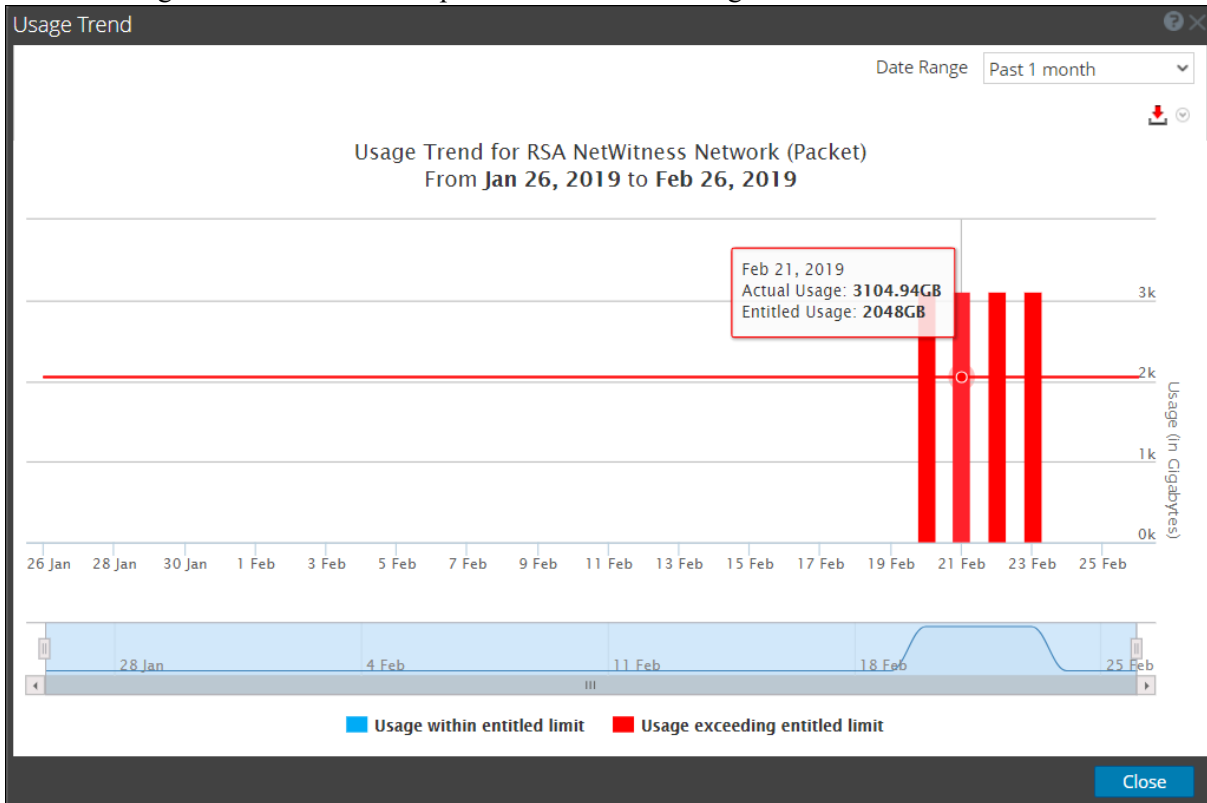 Usage Trend
Date Range Past 1 month
Usage Trend for RSA NetWitness Network (Packet)
From Jan 26, 2019 to Feb 26, 2019
Feb 21, 2019
Actual Usage: 3104.94GB
Entitled Usage: 2048GB
3k
2k
1k
0k
Usage (in Gigabytes)
26 Jan 28 Jan 30 Jan 1 Feb 3 Feb 5 Feb 7 Feb 9 Feb 11 Feb 13 Feb 15 Feb 17 Feb 19 Feb 21 Feb 23 Feb 25 Feb
28 Jan 4 Feb 11 Feb 18 Feb 25 Feb
Usage within entitled limit Usage exceeding entitled limit
Close